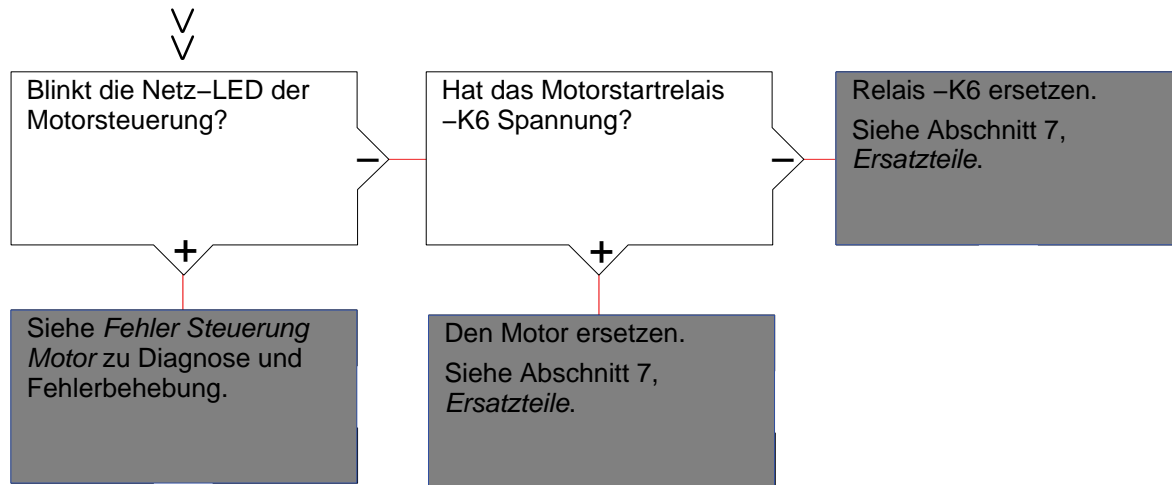 Blinkt die Netz–LED der
Motorsteuerung?
–
+
Hat das Motorstartrelais
–K6 Spannung?
–
+
Relais –K6 ersetzen.
Siehe Abschnitt 7,
Ersatzteile.
Siehe Fehler Steuerung
Motor zu Diagnose und
Fehlerbehebung.
Den Motor ersetzen.
Siehe Abschnitt 7,
Ersatzteile.